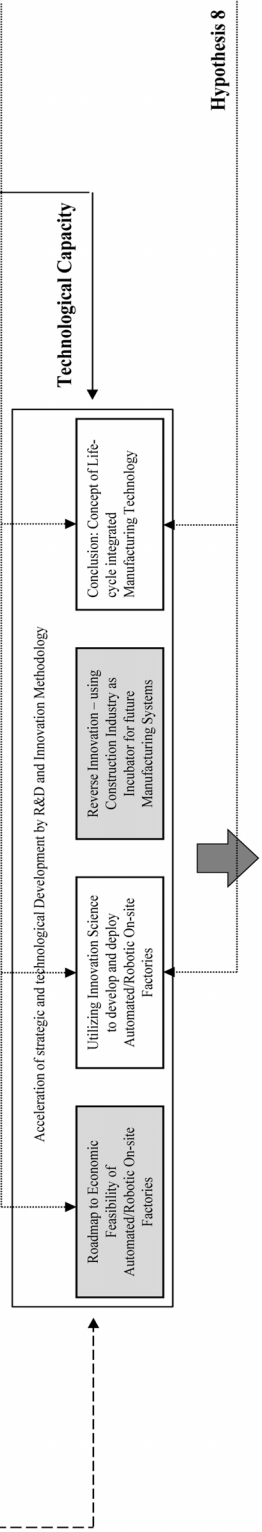 Acceleration of strategic and technological Development by R&D and Innovation Methodology
Roadmap to Economic
Feasibility of
Automated/Robotic On-site
Factories
Utilizing Innovation Science
to develop and deploy
Automated/Robotic On-site
Factories
Reverse Innovation – using
Construction Industry as
Incubator for future
Manufacturing Systems
Conclusion: Concept of Life-
cycle integrated
Manufacturing Technology
Technological Capacity
Hypothesis 8